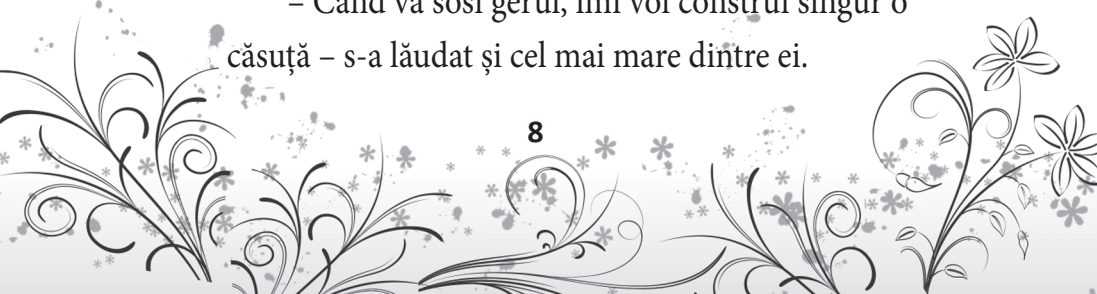 – Când va sosi gerul, îmi voi construi singur o
căsuță – s-a lăudat și cel mai mare dintre ei.
8